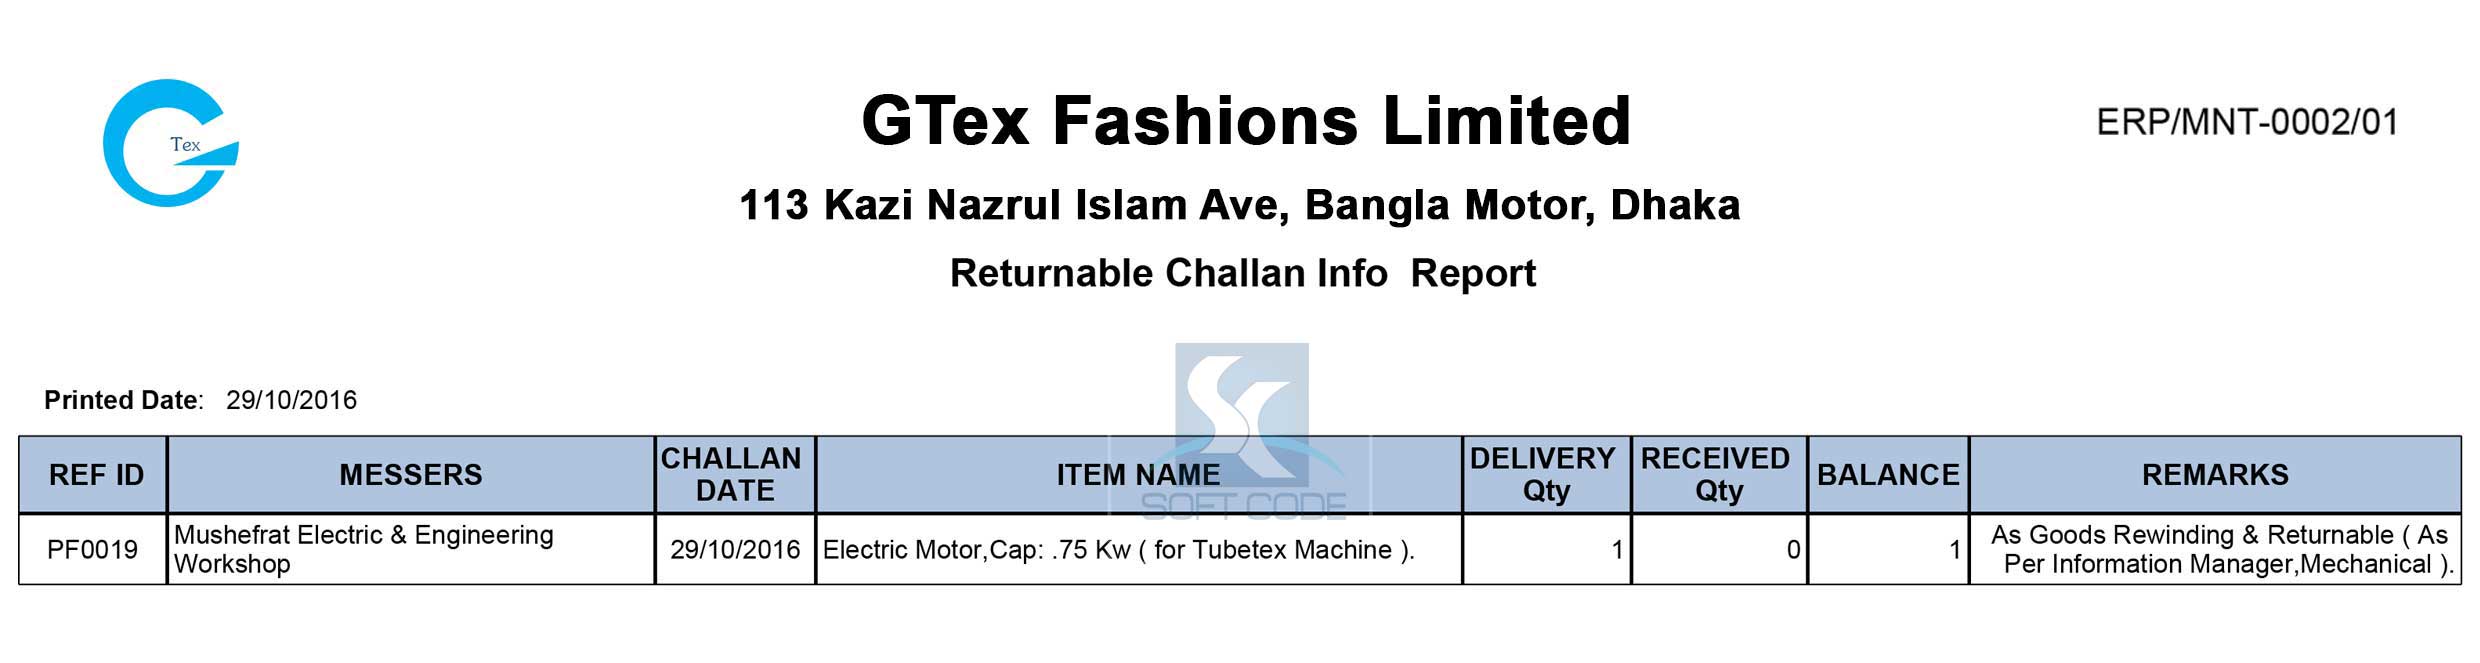 Tex
GTex Fashions Limited
ERP/MNT-0002/01
113 Kazi Nazrul Islam Ave, Bangla Motor, Dhaka
Returnable Challan Info Report
Printed Date: 29/10/2016
REF ID
MESSERS
CHALLAN
DATE
ITEM NAME
DELIVERY
Qty
RECEIVED
Qty
BALANCE
REMARKS
SOFT CODE
PF0019
Mushefrat Electric & Engineering
Workshop
29/10/2016
Electric Motor,Cap: .75 Kw ( for Tubetex Machine ).
1
0
1
As Goods Rewinding & Returnable ( As
Per Information Manager,Mechanical ).